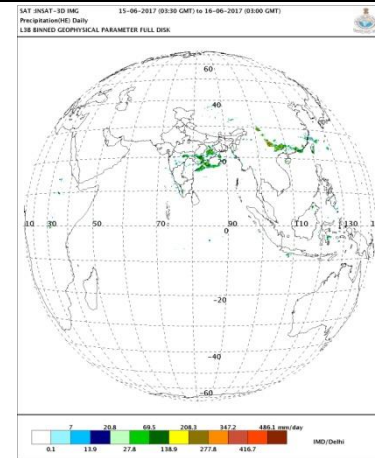 SAT :INSAT-3D IMG 15-06-2017 (03:30 GMT) to 16-06-2017 (03:00 GMT)
Precipitation(HE) Daily
L3B BINNED GEOPHYSICAL PARAMETER FULL DISK
60
40
20
10 30 50 70 90 110 130
0
-20
-40
-60
7 20.8 69.5 208.3 347.2 486.1 mm/day
0.1 13.9 27.8 138.9 277.8 416.7 IMD/Delhi